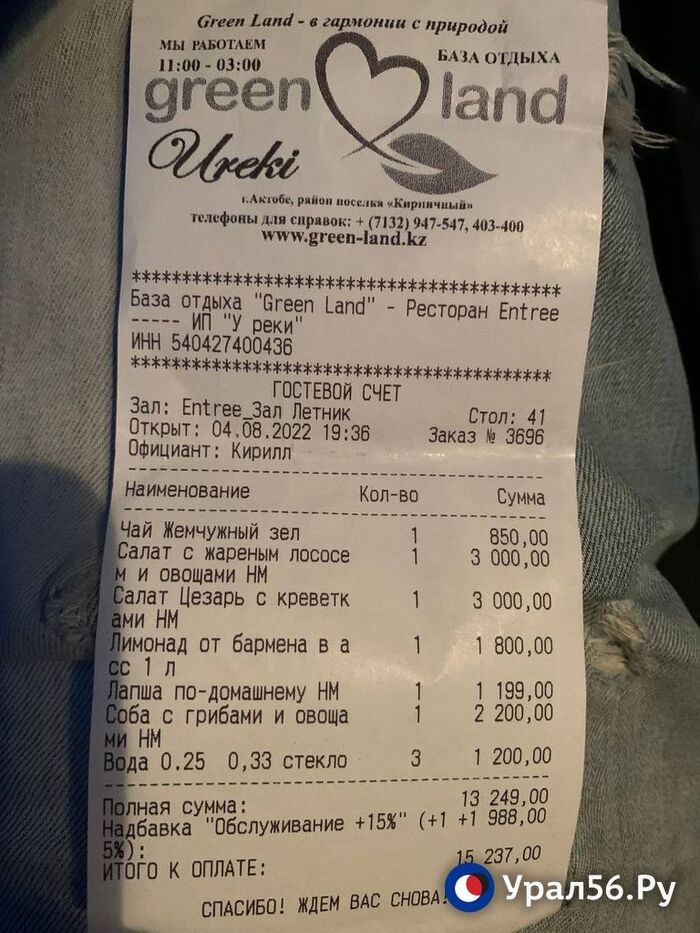 Green Land - в гармонии с природой
МЫ РАБОТАЕМ
11:00 - 03:00
БАЗА ОТДЫХА
green land
Ureki
г.Актобе, район поселка «Кирпичный»
телефоны для справок: + (7132) 947-547, 403-400
www.green-land.kz
******************************************
База отдыха "Green Land" - Ресторан Entree
----- ИП "У реки"
ИНН 540427400436
******************************************
ГОСТЕВОЙ СЧЕТ
Зал: Entree_Зал Летник Стол: 41
Открыт: 04.08.2022 19:36 Заказ № 3696
Официант: Кирилл
Наименование Кол-во Сумма
Чай Жемчужный зел 1 850,00
Салат с жареным лососе 1 3 000,00
м и овощами НМ
Салат Цезарь с креветк 1 3 000,00
ами НМ
Лимонад от бармена в а 1 1 800,00
сс 1 л
Лапша по-домашнему НМ 1 1 199,00
Соба с грибами и овоща 1 2 200,00
ми НМ
Вода 0.25 0,33 стекло 3 1 200,00
Полная сумма: 13 249,00
Надбавка "Обслуживание +15%" (+1 +1 988,00
5%):
ИТОГО К ОПЛАТЕ: 15 237,00
СПАСИБО! ЖДЕМ ВАС СНОВА!
Урал56.Ру